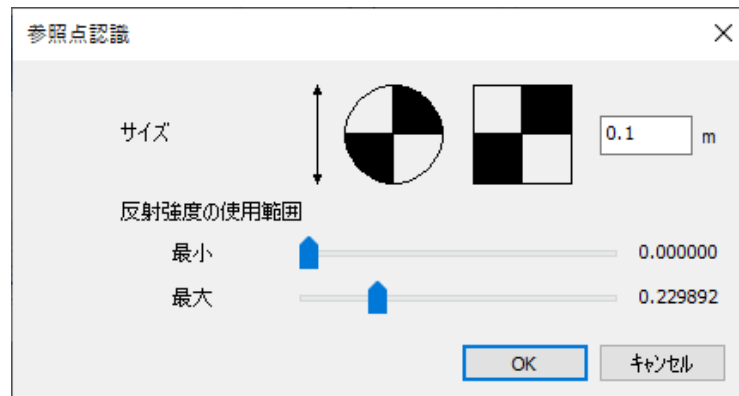 参照点認識
サイズ 0.1 m
反射強度の使用範囲
最小 0.000000
最大 0.229892
OK キャンセル